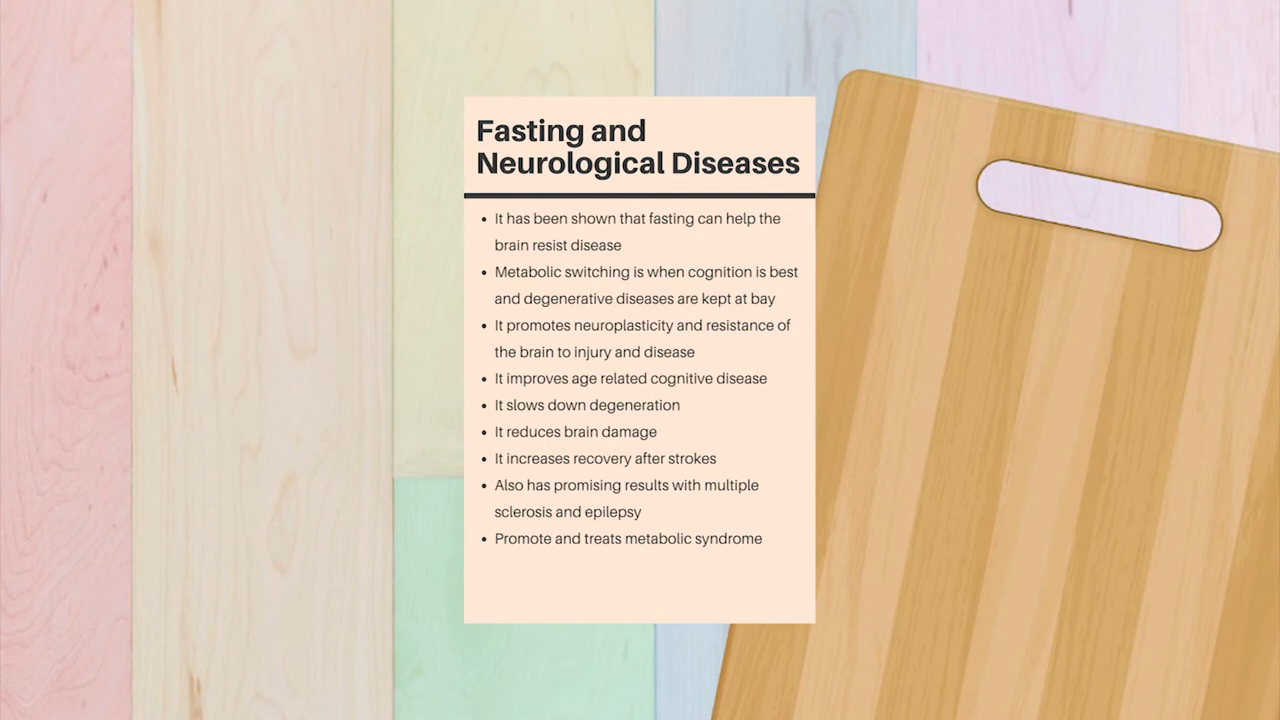 Fasting and
Neurological Diseases
• It has been shown that fasting can help the
brain resist disease
• Metabolic switching is when cognition is best
and degenerative diseases are kept at bay
• It promotes neuroplasticity and resistance of
the brain to injury and disease
• It improves age related cognitive disease
• It slows down degeneration
• It reduces brain damage
• It increases recovery after strokes
• Also has promising results with multiple
sclerosis and epilepsy
• Promote and treats metabolic syndrome